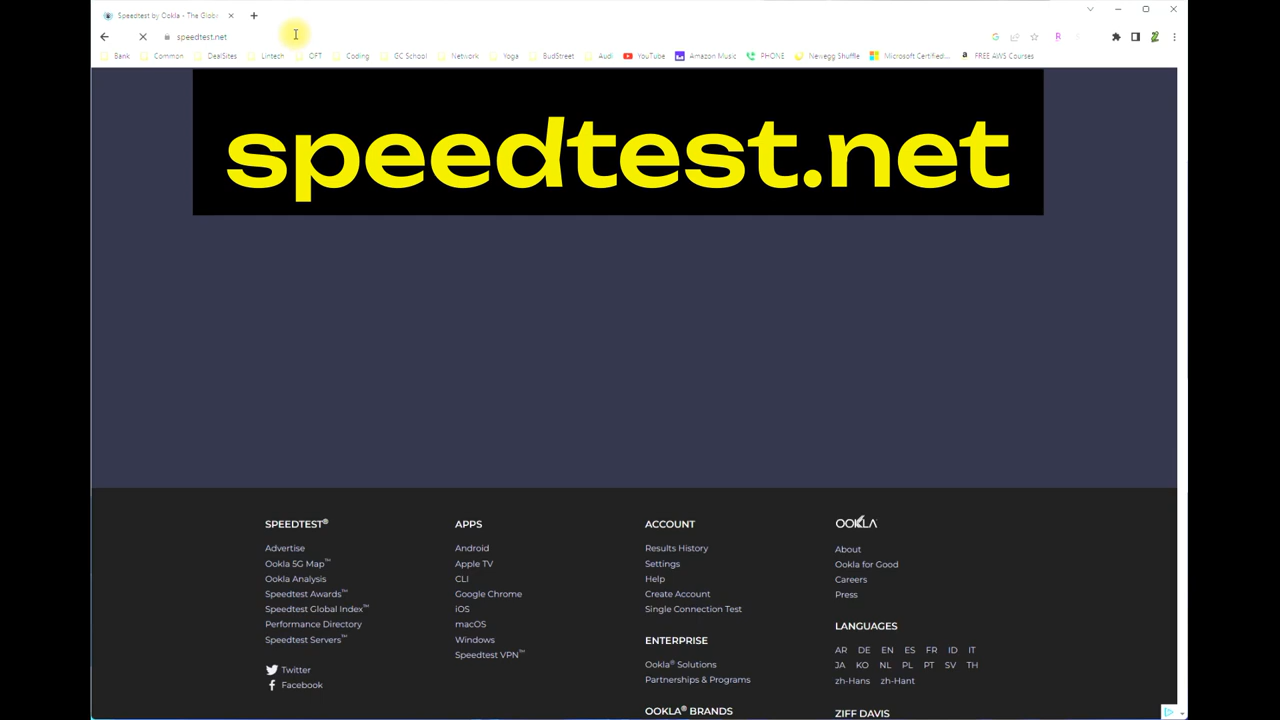 Speedtest by Ookla - The Globa
speedtest.net
Bank Common DealSites Lintech OFT Coding GC School Network Yoga BudStreet Audi YouTube Amazon Music PHONE Newegg Shuffle Microsoft Certified... FREE AWS Courses
speedtest.net
SPEEDTEST®
Advertise
Ookla 5G Map™
Ookla Analysis
Speedtest Awards™
Speedtest Global Index™
Performance Directory
Speedtest Servers™
Twitter
Facebook
APPS
Android
Apple TV
CLI
Google Chrome
iOS
macOS
Windows
Speedtest VPN™
ACCOUNT
Results History
Settings
Help
Create Account
Single Connection Test
ENTERPRISE
Ookla® Solutions
Partnerships & Programs
OOKLA® BRANDS
OOKLA
About
Ookla for Good
Careers
Press
LANGUAGES
AR DE EN ES FR ID IT
JA KO NL PL PT SV TH
zh-Hans zh-Hant
ZIFF DAVIS